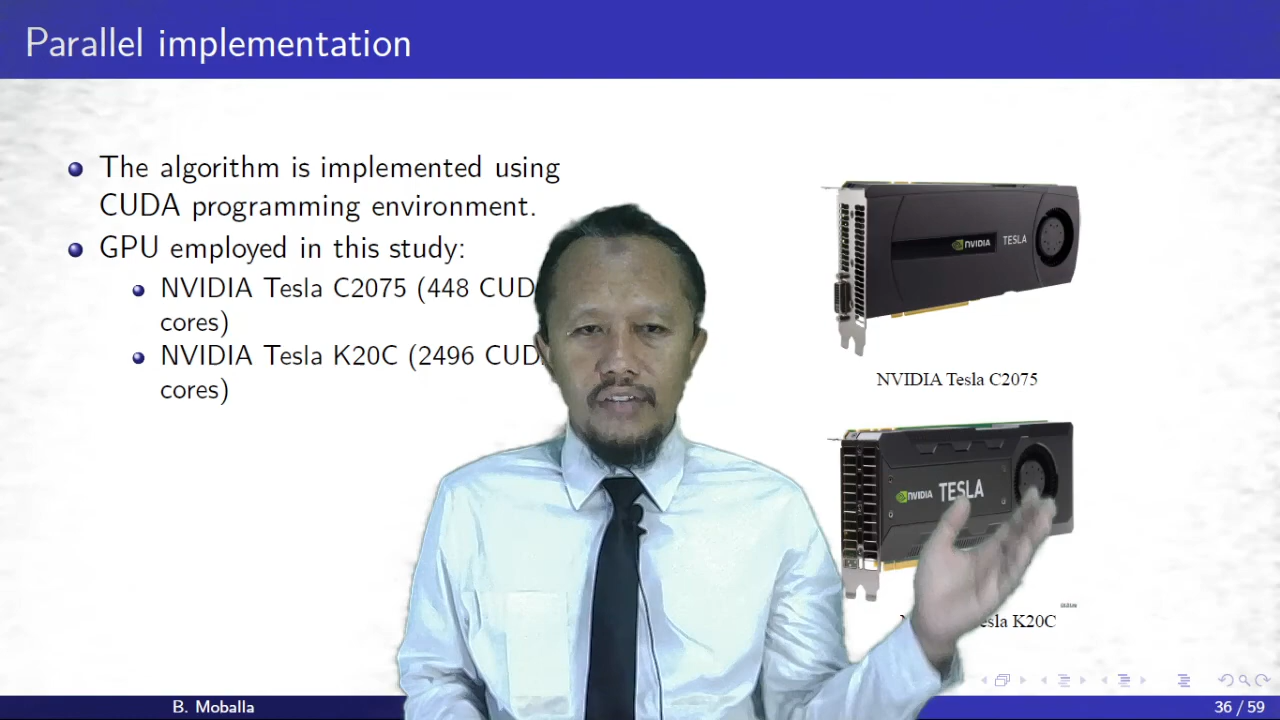 Parallel implementation
The algorithm is implemented using
CUDA programming environment.
GPU employed in this study:
NVIDIA Tesla C2075 (448 CUD
cores)
NVIDIA Tesla K20C (2496 CUD
cores)
NVIDIA TESLA
NVIDIA Tesla C2075
NVIDIA TESLA
esla K20C
B. Moballa
36 / 59